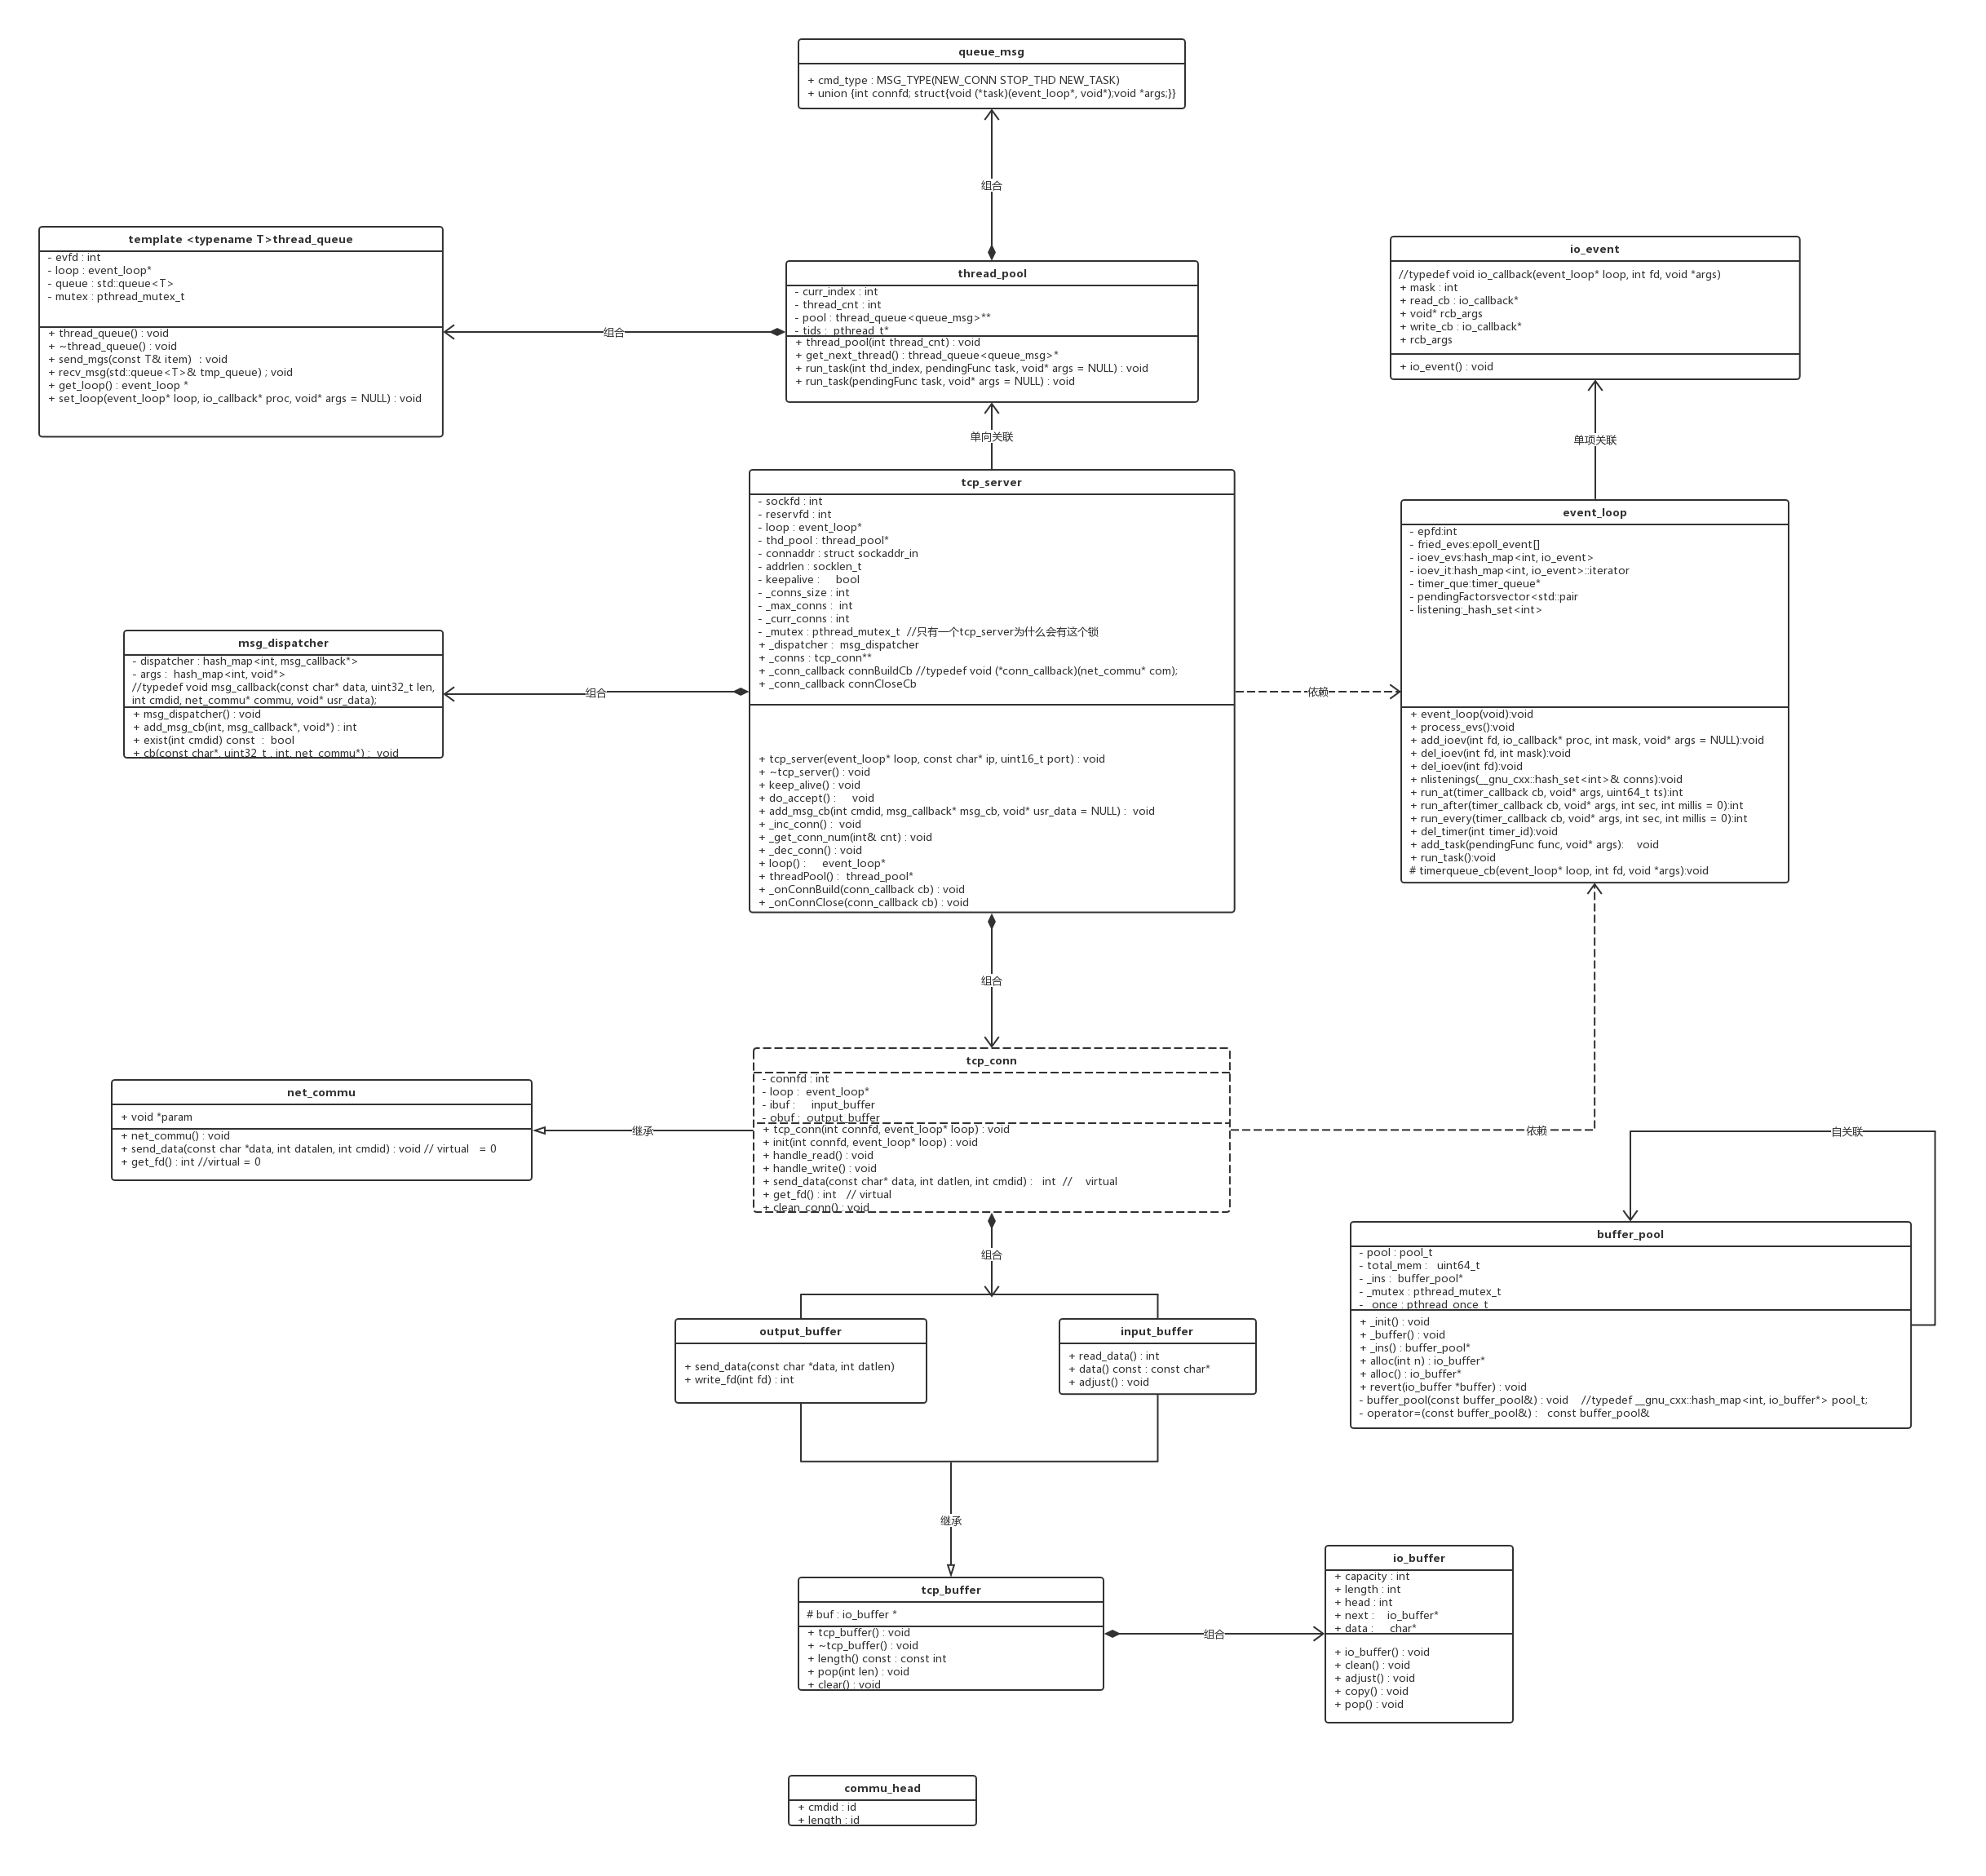 queue_msg
+ cmd_type : MSG_TYPE(NEW_CONN STOP_THD NEW_TASK)
+ union {int connfd; struct{void (*task)(event_loop*, void*);void *args;}}
组合
template <typename T>thread_queue
- evfd : int
- loop : event_loop*
- queue : std::queue<T>
- mutex : pthread_mutex_t
+ thread_queue() : void
+ ~thread_queue() : void
+ send_mgs(const T& item)  : void
+ recv_msg(std::queue<T>& tmp_queue) ; void
+ get_loop() : event_loop *
+ set_loop(event_loop* loop, io_callback* proc, void* args = NULL) : void
组合
thread_pool
- curr_index : int
- thread_cnt : int
- pool : thread_queue<queue_msg>**
- tids :  pthread_t*
+ thread_pool(int thread_cnt) : void
+ get_next_thread() : thread_queue<queue_msg>*
+ run_task(int thd_index, pendingFunc task, void* args = NULL) : void
+ run_task(pendingFunc task, void* args = NULL) : void
io_event
//typedef void io_callback(event_loop* loop, int fd, void *args)
+ mask : int
+ read_cb : io_callback*
+ void* rcb_args
+ write_cb : io_callback*
+ rcb_args
+ io_event() : void
单向关联
单项关联
tcp_server
- sockfd : int
- reservfd : int
- loop : event_loop*
- thd_pool : thread_pool*
- connaddr : struct sockaddr_in
- addrlen : socklen_t
- keepalive :     bool
- _conns_size : int
- _max_conns :  int
- _curr_conns : int
- _mutex : pthread_mutex_t  //只有一个tcp_server为什么会有这个锁
+ _dispatcher :  msg_dispatcher
+ _conns : tcp_conn**
+ _conn_callback connBuildCb //typedef void (*conn_callback)(net_commu* com);
+ _conn_callback connCloseCb
+ tcp_server(event_loop* loop, const char* ip, uint16_t port) : void
+ ~tcp_server() : void
+ keep_alive() : void
+ do_accept() :     void
+ add_msg_cb(int cmdid, msg_callback* msg_cb, void* usr_data = NULL) :  void
+ _inc_conn() :  void
+ _get_conn_num(int& cnt) : void
+ _dec_conn() : void
+ loop() :     event_loop*
+ threadPool() :  thread_pool*
+ _onConnBuild(conn_callback cb) : void
+ _onConnClose(conn_callback cb) : void
event_loop
- epfd:int
- fried_eves:epoll_event[]
- ioev_evs:hash_map<int, io_event>
- ioev_it:hash_map<int, io_event>::iterator
- timer_que:timer_queue*
- pendingFactorsvector<std::pair
- listening:_hash_set<int>
+ event_loop(void):void
+ process_evs():void
+ add_ioev(int fd, io_callback* proc, int mask, void* args = NULL):void
+ del_ioev(int fd, int mask):void
+ del_ioev(int fd):void
+ nlistenings(__gnu_cxx::hash_set<int>& conns):void
+ run_at(timer_callback cb, void* args, uint64_t ts):int
+ run_after(timer_callback cb, void* args, int sec, int millis = 0):int
+ run_every(timer_callback cb, void* args, int sec, int millis = 0):int
+ del_timer(int timer_id):void
+ add_task(pendingFunc func, void* args):    void
+ run_task():void
# timerqueue_cb(event_loop* loop, int fd, void *args):void
msg_dispatcher
- dispatcher : hash_map<int, msg_callback*>
- args :  hash_map<int, void*>
//typedef void msg_callback(const char* data, uint32_t len,
int cmdid, net_commu* commu, void* usr_data);
+ msg_dispatcher() : void
+ add_msg_cb(int, msg_callback*, void*) : int
+ exist(int cmdid) const  :  bool
+ cb(const char*, uint32_t , int, net_commu*) :  void
组合
依赖
组合
tcp_conn
- connfd : int
- loop :  event_loop*
- ibuf :     input_buffer
- obuf :  output_buffer
+ tcp_conn(int connfd, event_loop* loop) : void
+ init(int connfd, event_loop* loop) : void
+ handle_read() : void
+ handle_write() : void
+ send_data(const char* data, int datlen, int cmdid) :   int  //    virtual
+ get_fd() : int   // virtual
+ clean_conn() : void
net_commu
+ void *param
+ net_commu() : void
+ send_data(const char *data, int datalen, int cmdid) : void // virtual   = 0
+ get_fd() : int //virtual = 0
继承
依赖
自关联
buffer_pool
- pool : pool_t
- total_mem :   uint64_t
- _ins :  buffer_pool*
- _mutex : pthread_mutex_t
- _once : pthread_once_t
+ _init() : void
+ _buffer() : void
+ _ins() : buffer_pool*
+ alloc(int n) : io_buffer*
+ alloc() : io_buffer*
+ revert(io_buffer *buffer) : void
- buffer_pool(const buffer_pool&) : void    //typedef __gnu_cxx::hash_map<int, io_buffer*> pool_t;
- operator=(const buffer_pool&) :   const buffer_pool&
组合
output_buffer
+ send_data(const char *data, int datlen)
+ write_fd(int fd) : int
input_buffer
+ read_data() : int
+ data() const : const char*
+ adjust() : void
继承
tcp_buffer
# buf : io_buffer *
+ tcp_buffer() : void
+ ~tcp_buffer() : void
+ length() const : const int
+ pop(int len) : void
+ clear() : void
组合
io_buffer
+ capacity : int
+ length : int
+ head : int
+ next :    io_buffer*
+ data :     char*
+ io_buffer() : void
+ clean() : void
+ adjust() : void
+ copy() : void
+ pop() : void
commu_head
+ cmdid : id
+ length : id